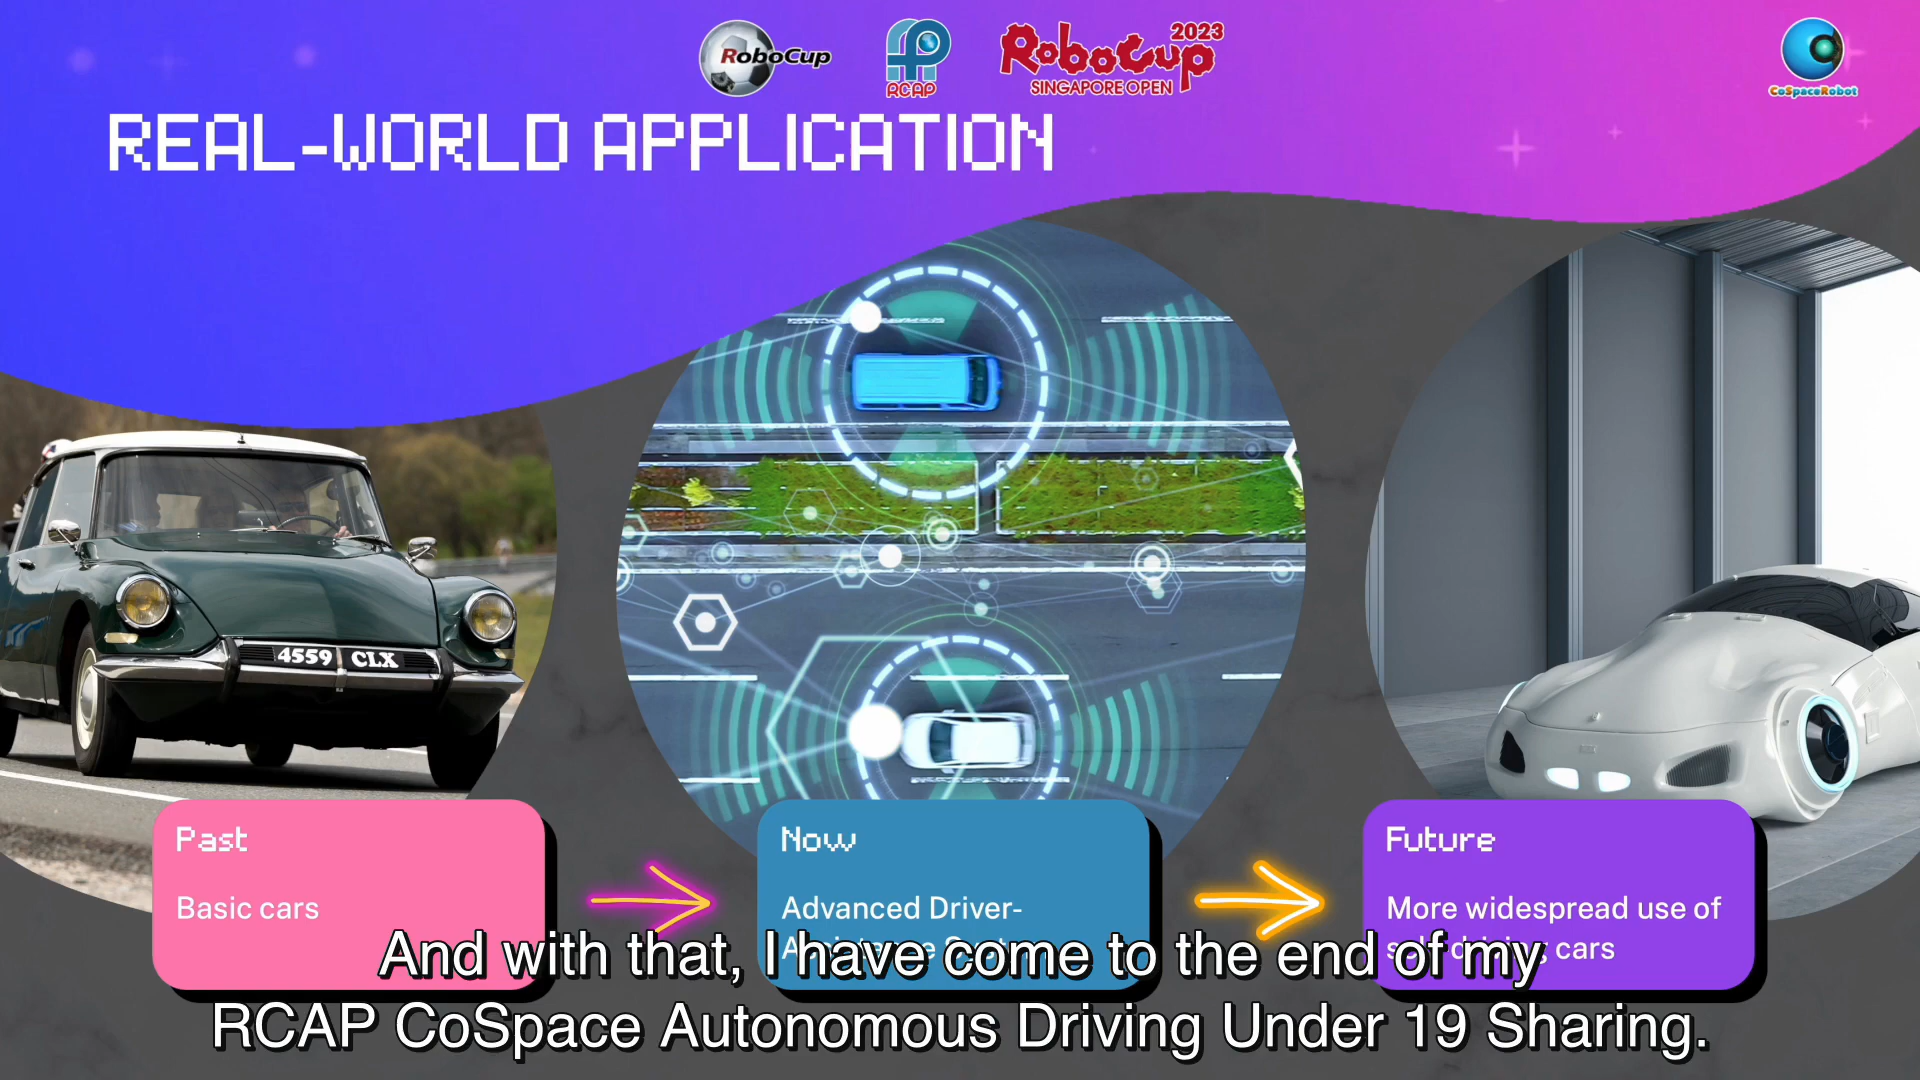 RoboCup
RCAP
RoboCup 2023
SINGAPORE OPEN
CoSpaceRobot
REAL-WORLD APPLICATION
4559 CLX
Past
Basic cars
Now
Advanced Driver-
Future
More widespread use of
cars
And with that, I have come to the end of my
RCAP CoSpace Autonomous Driving Under 19 Sharing.